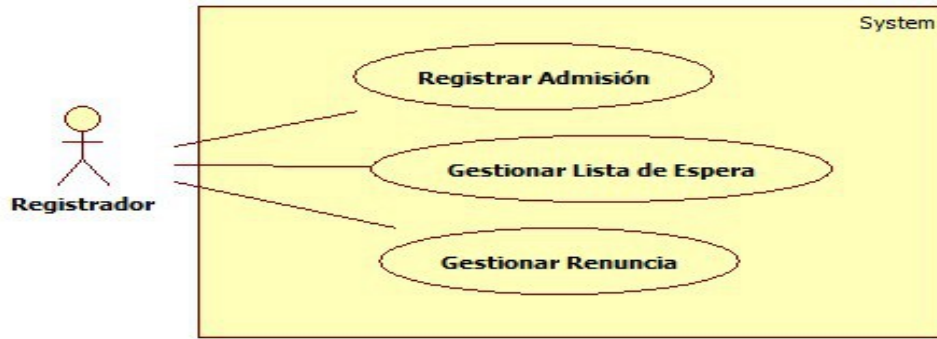 System
Registrar Admisión
Gestionar Lista de Espera
Registrador
Gestionar Renuncia